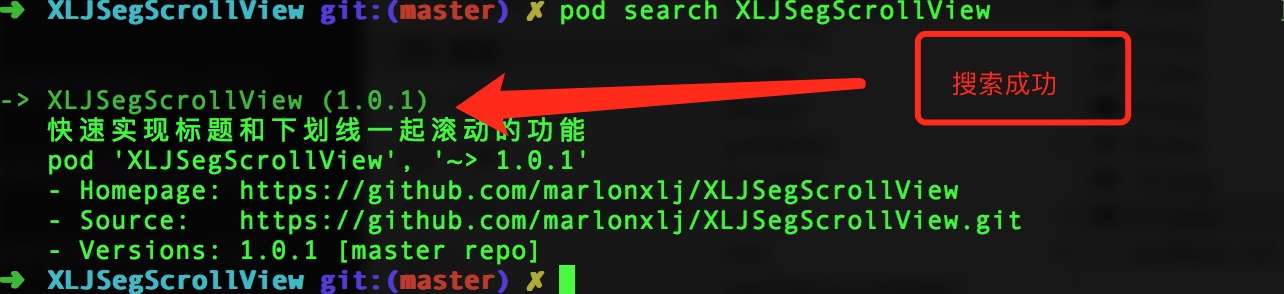 ➜ XLJSegScrollView git:(master) ✗ pod search XLJSegScrollView
搜索成功
-> XLJSegScrollView (1.0.1)
快速实现标题和下划线一起滚动的功能
pod 'XLJSegScrollView', '~> 1.0.1'
- Homepage: https://github.com/marlonxlj/XLJSegScrollView
- Source: https://github.com/marlonxlj/XLJSegScrollView.git
- Versions: 1.0.1 [master repo]
➜ XLJSegScrollView git:(master) ✗